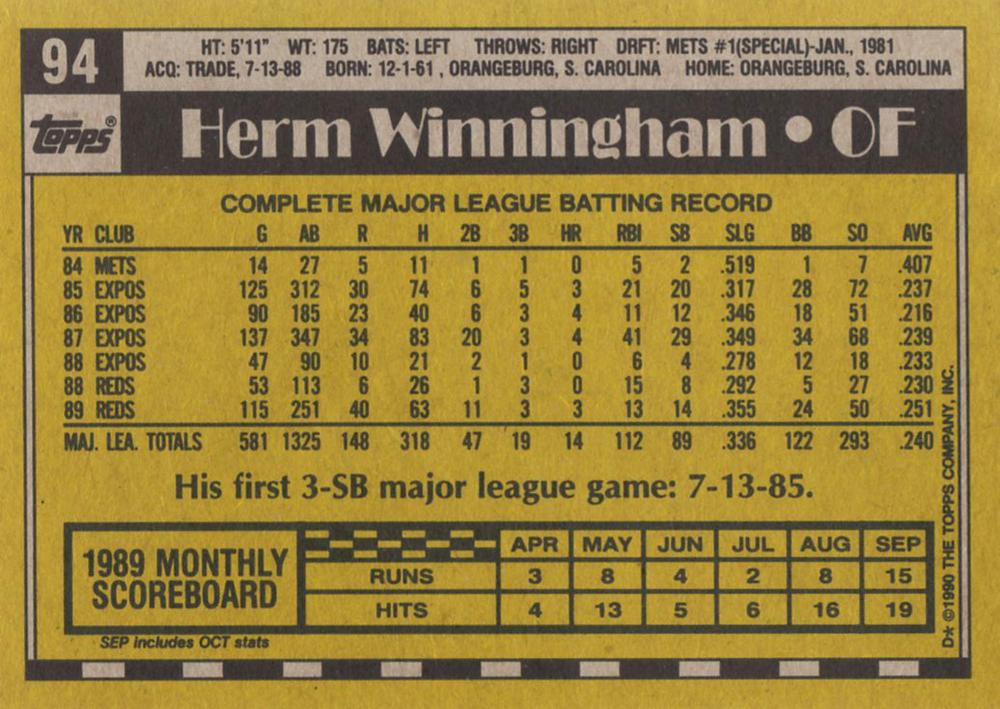 94
HT: 5'11" WT: 175 BATS: LEFT THROWS: RIGHT DRFT: METS #1(SPECIAL)-JAN., 1981
ACQ: TRADE, 7-13-88 BORN: 12-1-61 , ORANGEBURG, S. CAROLINA HOME: ORANGEBURG, S. CAROLINA
TOPPS®
Herm Winningham • OF
COMPLETE MAJOR LEAGUE BATTING RECORD
YR CLUB G AB R H 2B 3B HR RBI SB SLG BB SO AVG
84 METS 14 27 5 11 1 1 0 5 2 .519 1 7 .407
85 EXPOS 125 312 30 74 6 5 3 21 20 .317 28 72 .237
86 EXPOS 90 185 23 40 6 3 4 11 12 .346 18 51 .216
87 EXPOS 137 347 34 83 20 3 4 41 29 .349 34 68 .239
88 EXPOS 47 90 10 21 2 1 0 6 4 .278 12 18 .233
88 REDS 53 113 6 26 1 3 0 15 8 .292 5 27 .230
89 REDS 115 251 40 63 11 3 3 13 14 .355 24 50 .251
MAJ. LEA. TOTALS 581 1325 148 318 47 19 14 112 89 .336 122 293 .240
His first 3-SB major league game: 7-13-85.
1989 MONTHLY
SCOREBOARD
APR MAY JUN JUL AUG SEP
RUNS 3 8 4 2 8 15
HITS 4 13 5 6 16 19
SEP includes OCT stats
D* ©1990 THE TOPPS COMPANY, INC.